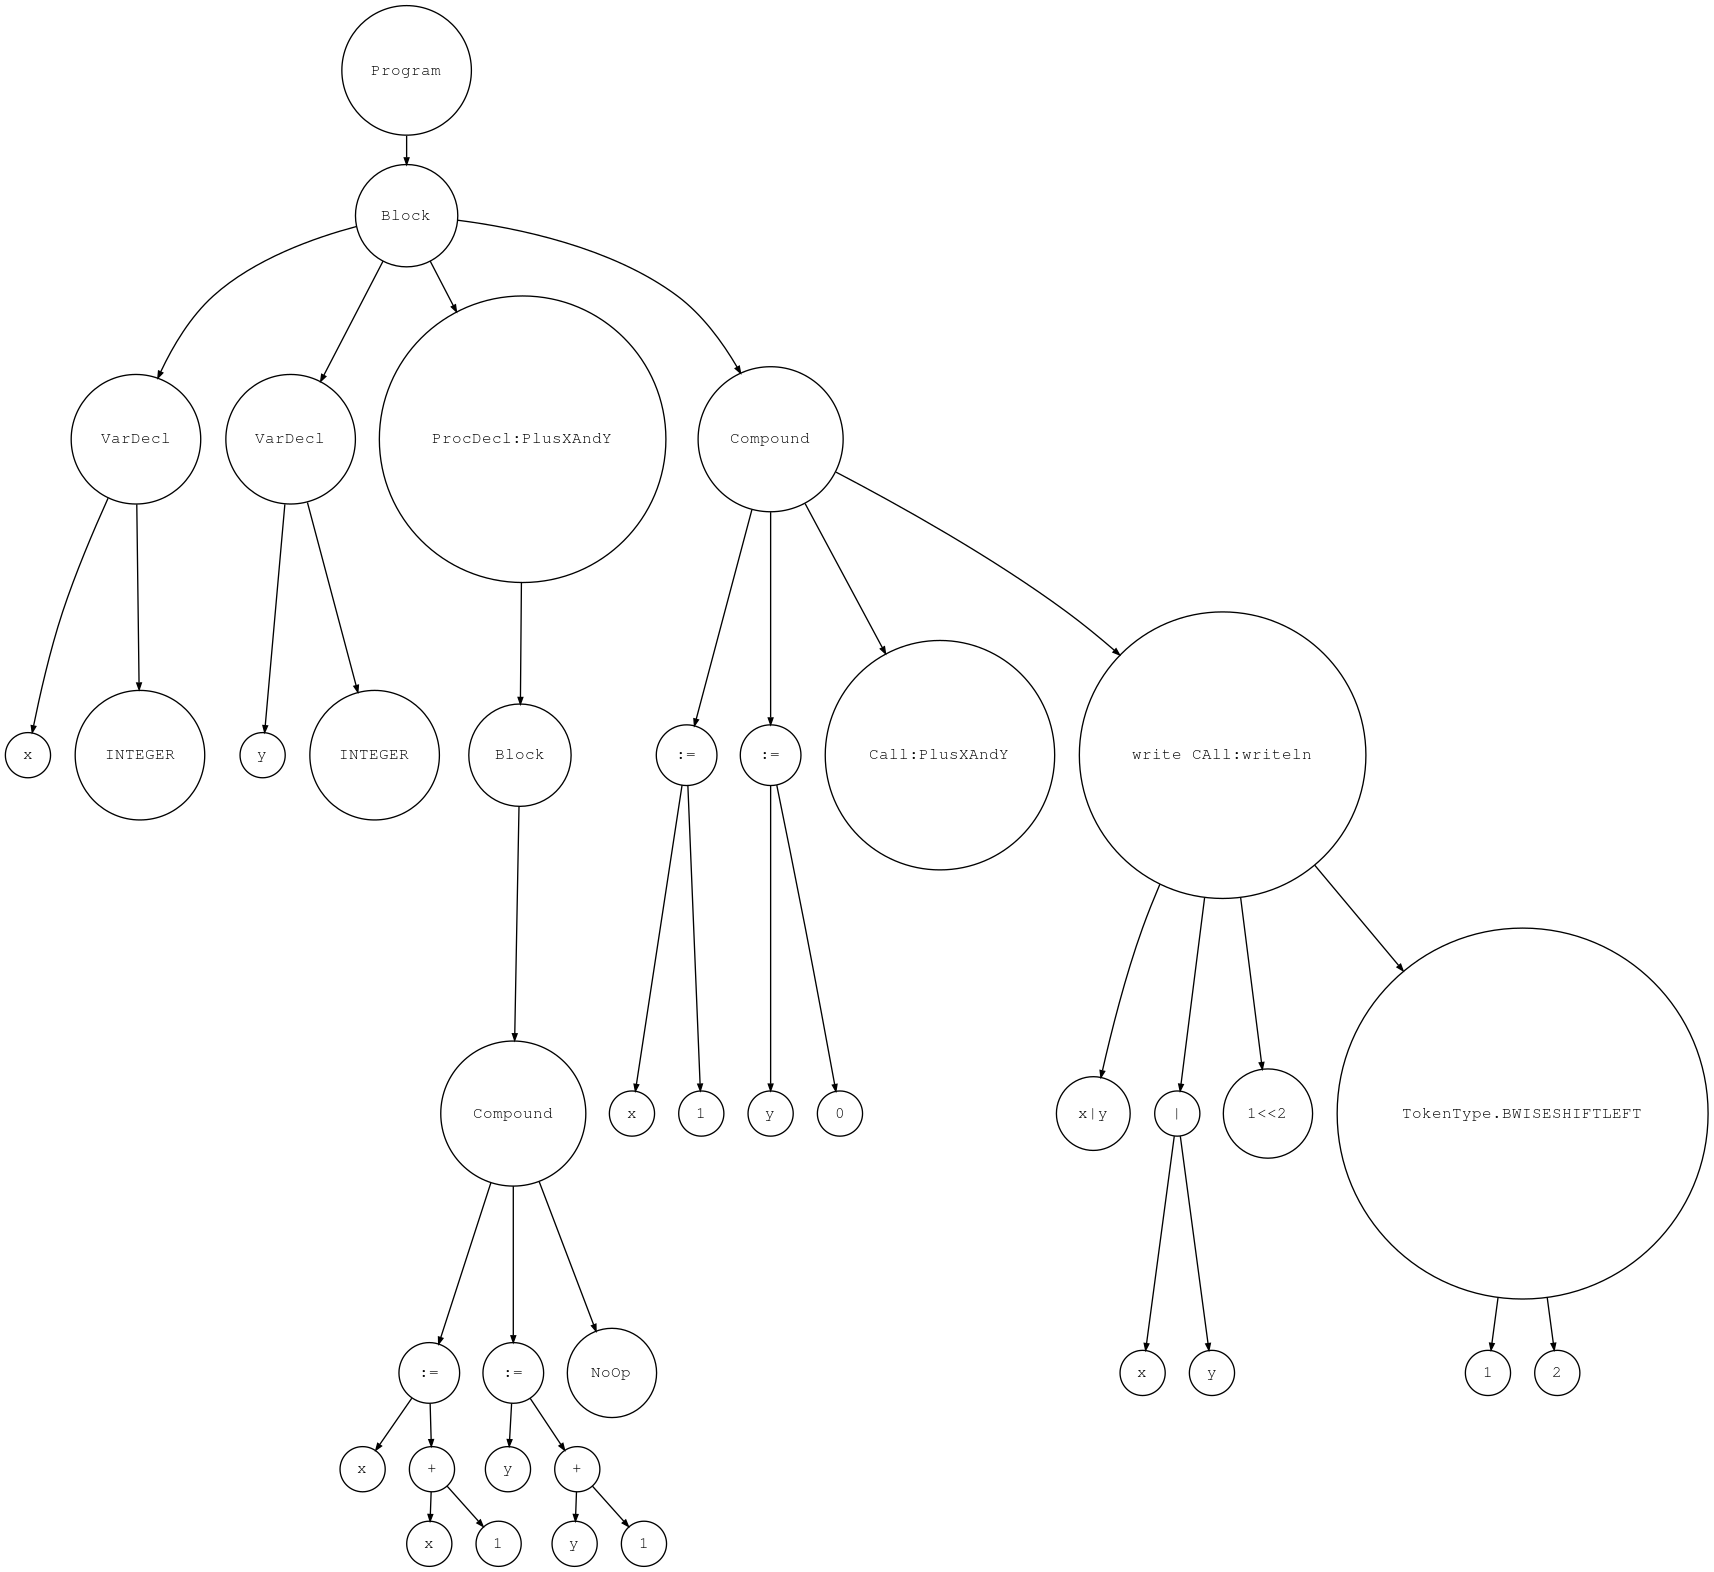 Program
Block
VarDecl
VarDecl
ProcDecl:PlusXAndY
Compound
x
INTEGER
y
INTEGER
Block
:=
:=
Call:PlusXAndY
write CAll:writeln
Compound
x
1
y
0
x|y
|
1<<2
TokenType.BWISESHIFTLEFT
:=
:=
NoOp
x
y
1
2
x
+
y
+
x
1
y
1